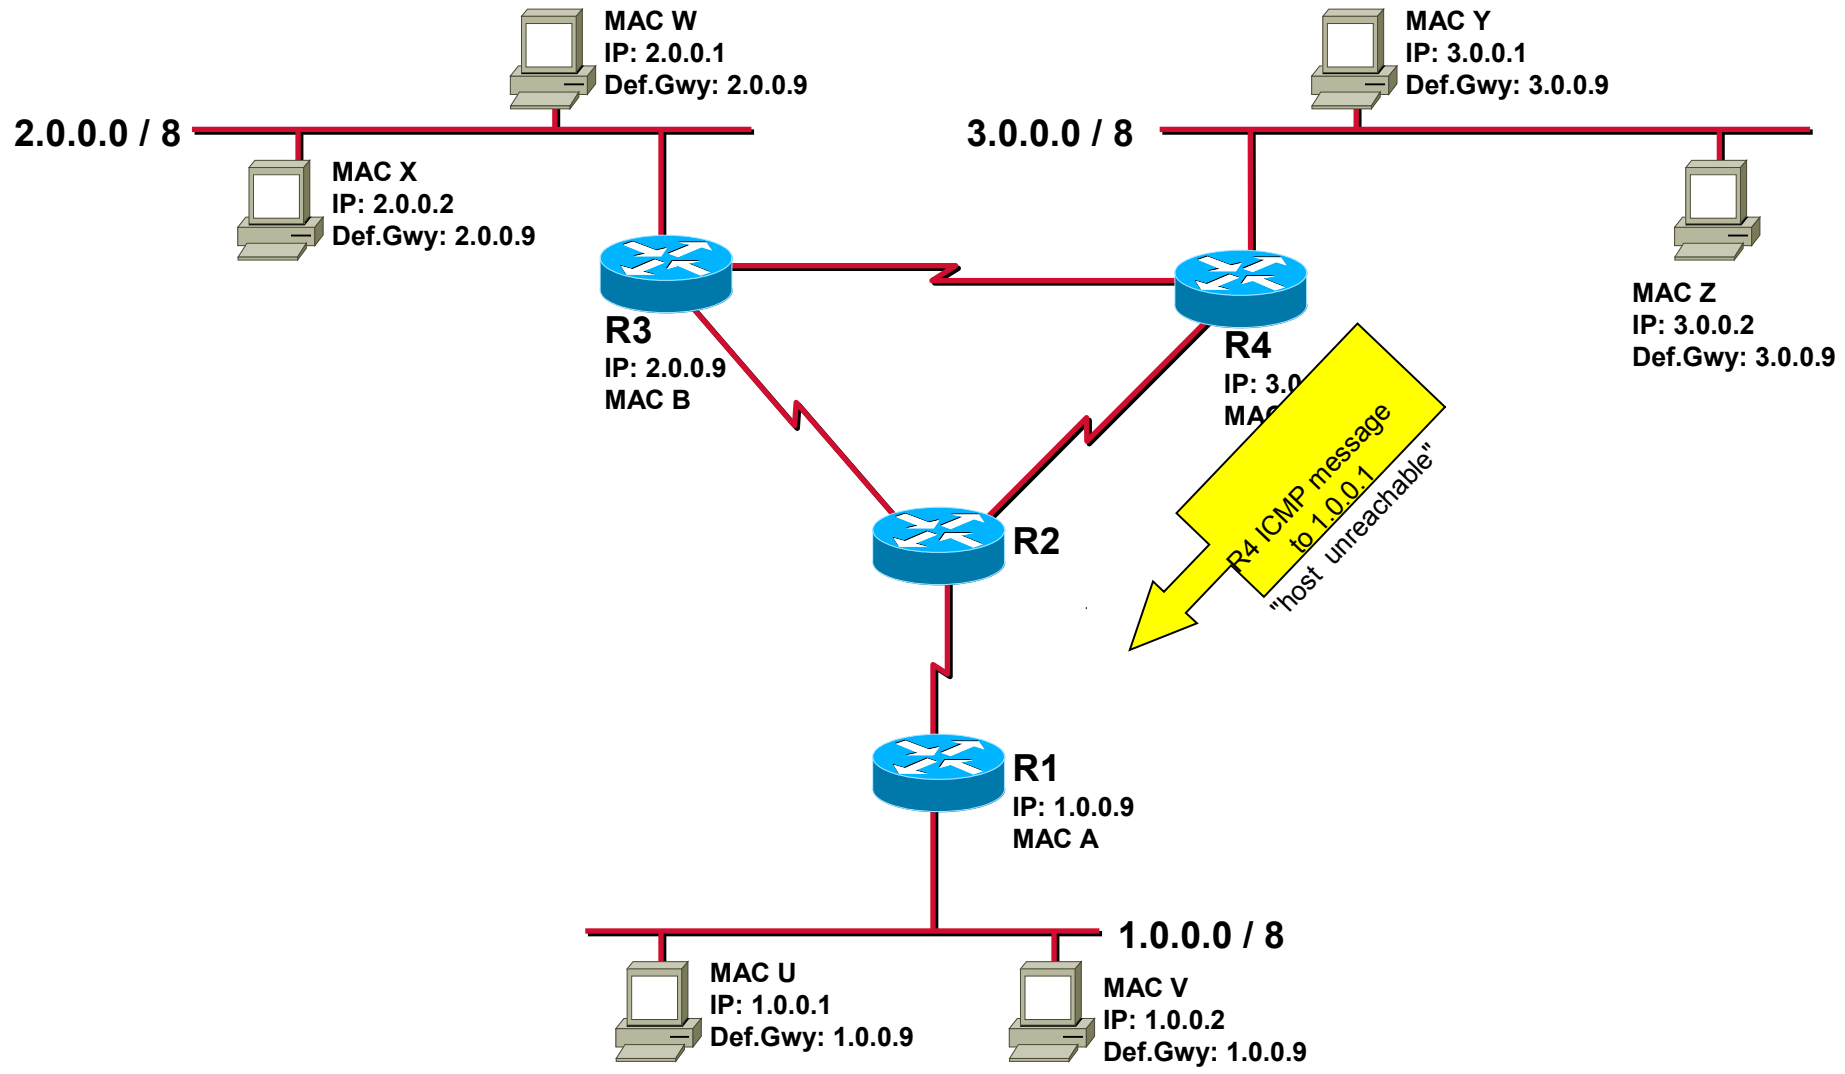 MAC W
IP: 2.0.0.1
Def.Gwy: 2.0.0.9
MAC Y
IP: 3.0.0.1
Def.Gwy: 3.0.0.9
2.0.0.0 / 8
3.0.0.0 / 8
MAC X
IP: 2.0.0.2
Def.Gwy: 2.0.0.9
MAC Z
IP: 3.0.0.2
Def.Gwy: 3.0.0.9
R3
IP: 2.0.0.9
MAC B
R4
IP: 3.0
MAC
R4 ICMP message
to 1.0.0.1
"host unreachable"
R2
R1
IP: 1.0.0.9
MAC A
1.0.0.0 / 8
MAC U
IP: 1.0.0.1
Def.Gwy: 1.0.0.9
MAC V
IP: 1.0.0.2
Def.Gwy: 1.0.0.9